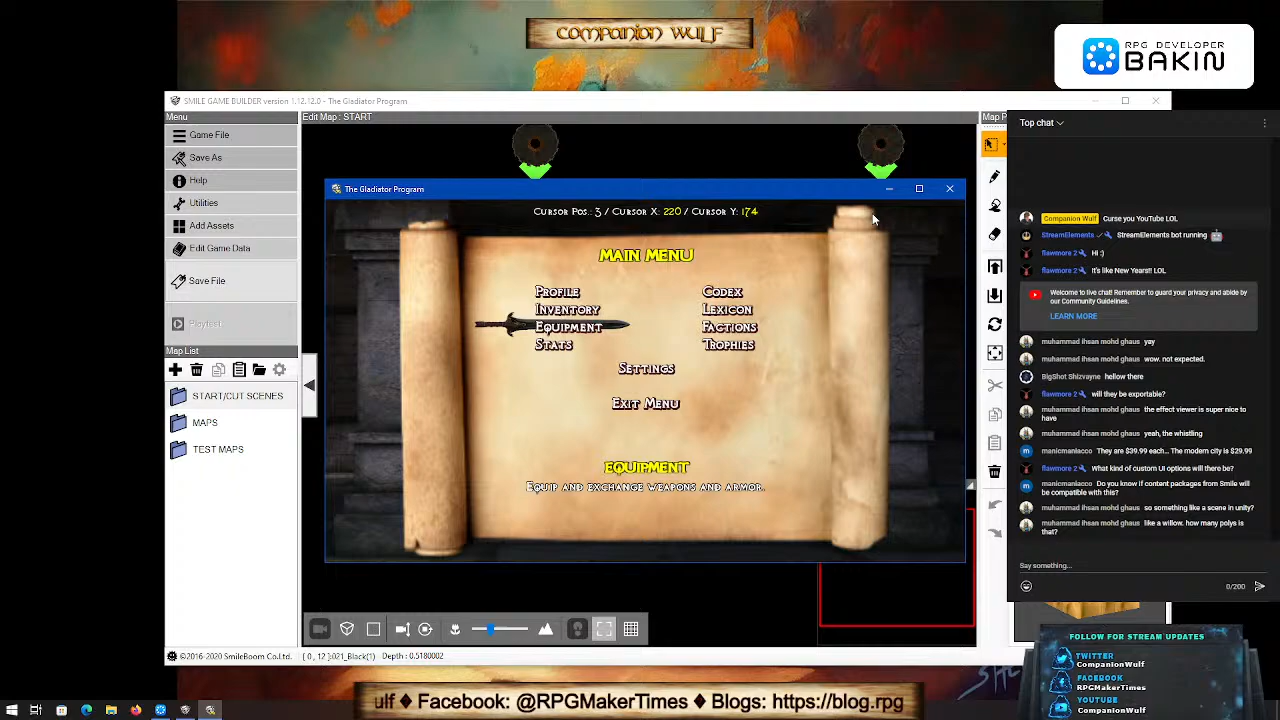 COMPANION WULF
RPG DEVELOPER
BAKIN
SMILE GAME BUILDER version 1.12.12.0 - The Gladiator Program
Menu
Game File
Save As
Help
Utilities
Add Assets
Edit Game Data
Save File
Playtest
Map List
START/CUT SCENES
MAPS
TEST MAPS
Edit Map : START
Map P
The Gladiator Program
Cursor Pos.: 3 / Cursor X: 220 / Cursor Y: 174
MAIN MENU
Profile
Inventory
Equipment
Stats
Codex
Lexicon
Factions
Trophies
Settings
Exit Menu
EQUIPMENT
Equip and exchange weapons and armor.
Top chat
Companion Wulf Curse you YouTube LOL
StreamElements StreamElements bot running
flawmore 2 Hi :)
flawmore 2 It's like New Years!! LOL
Welcome to live chat! Remember to guard your privacy and abide by
our Community Guidelines.
LEARN MORE
muhammad ihsan mohd ghaus yay
muhammad ihsan mohd ghaus wow. not expected.
BigShot Shizvayne hellow there
flawmore 2 will they be exportable?
muhammad ihsan mohd ghaus the effect viewer is super nice to
have
muhammad ihsan mohd ghaus yeah, the whistling
m manicmaniacco They are $39.99 each... The modern city is $29.99
flawmore 2 What kind of custom UI options will there be?
m manicmaniacco Do you know if content packages from Smile will
be compatible with this?
muhammad ihsan mohd ghaus so something like a scene in unity?
muhammad ihsan mohd ghaus like a willow. how many polys is
that?
Say something...
0/200
©2016-2020 SmileBoom Co.Ltd.
( 0 , 12 ):021_Black(1) - Depth : 0.5180002
FOLLOW FOR STREAM UPDATES
TWITTER
CompanionWulf
FACEBOOK
RPGMakerTimes
YOUTUBE
CompanionWulf
ulf ♦ Facebook: @RPGMakerTimes ♦ Blogs: https://blog.rpg